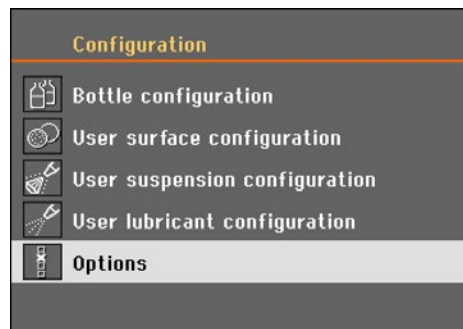 Configuration
Bottle configuration
User surface configuration
User suspension configuration
User lubricant configuration
Options